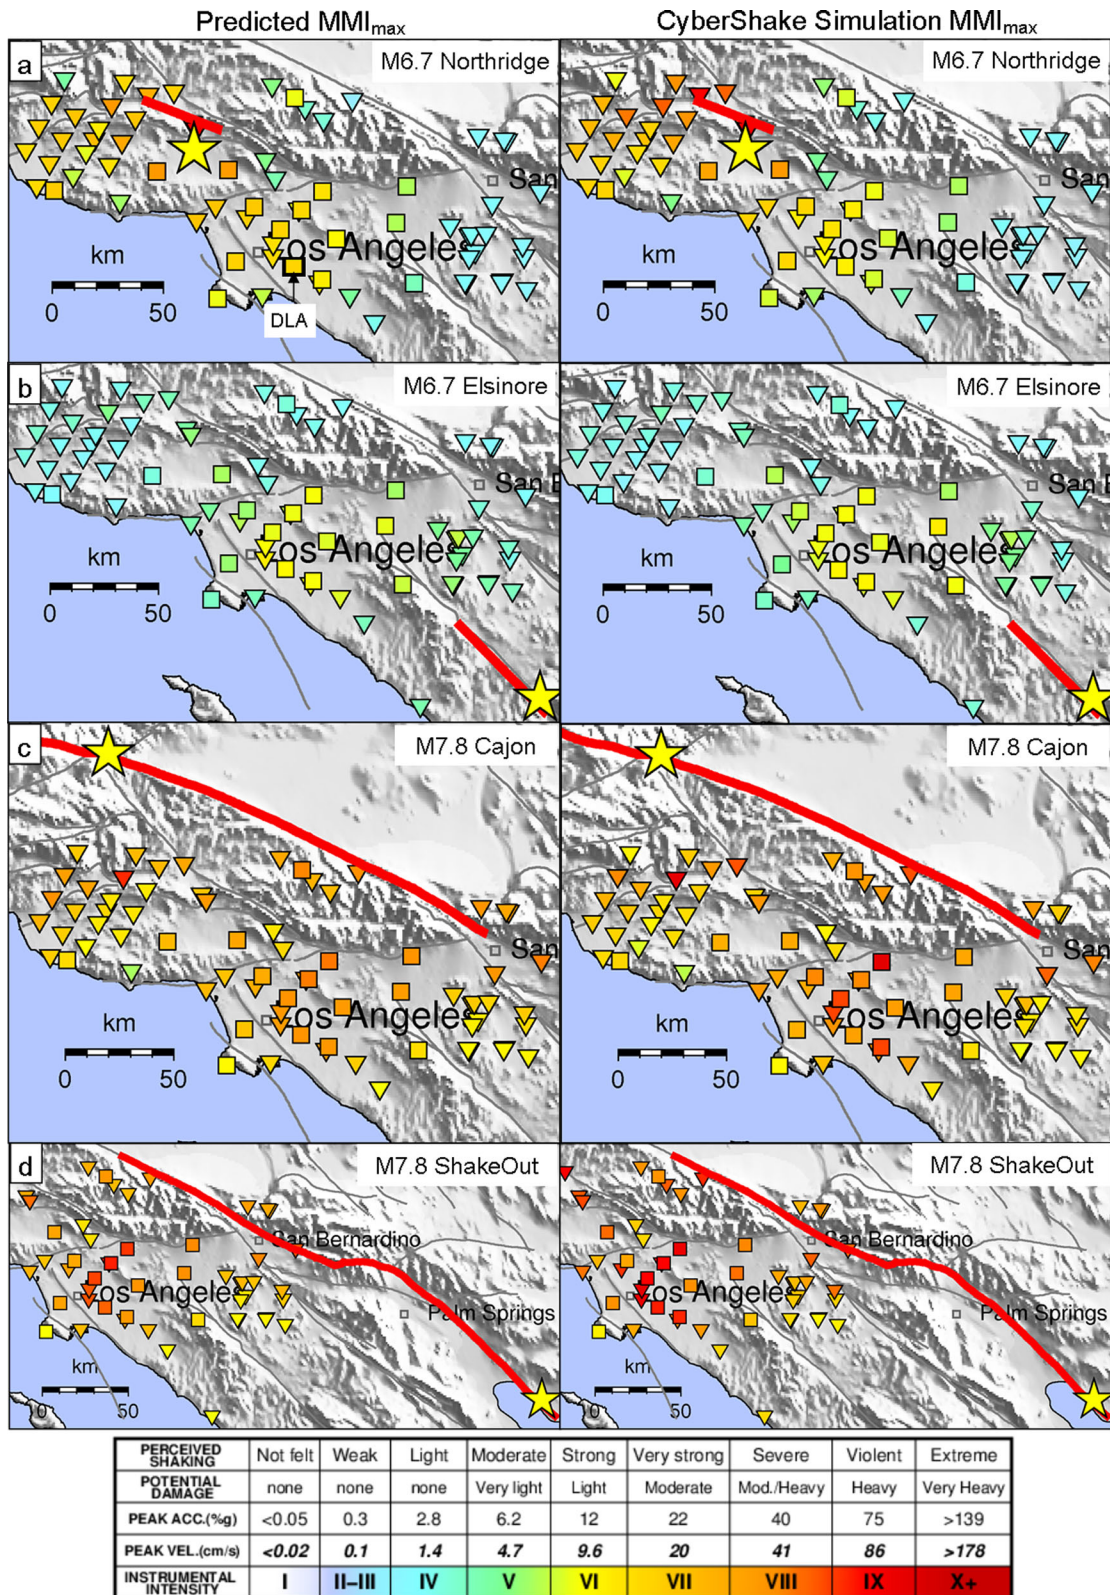 Predicted MMImax
CyberShake Simulation MMImax
a
M6.7 Northridge
M6.7 Northridge
San
San
Los Angeles
Los Angeles
km
km
0 50
0 50
DLA
b
M6.7 Elsinore
M6.7 Elsinore
San B
San B
Los Angeles
Los Angeles
km
km
0 50
0 50
c
M7.8 Cajon
M7.8 Cajon
San
San
Los Angeles
Los Angeles
km
km
0 50
0 50
d
M7.8 ShakeOut
M7.8 ShakeOut
San Bernardino
San Bernardino
Los Angeles
Los Angeles
Palm Springs
Palm Springs
km
km
0 50
0 50
PERCEIVED SHAKING Not felt Weak Light Moderate Strong Very strong Severe Violent Extreme
POTENTIAL DAMAGE none none none Very light Light Moderate Mod./Heavy Heavy Very Heavy
PEAK ACC.(%g) <0.05 0.3 2.8 6.2 12 22 40 75 >139
PEAK VEL.(cm/s) <0.02 0.1 1.4 4.7 9.6 20 41 86 >178
INSTRUMENTAL INTENSITY I II–III IV V VI VII VIII IX X+